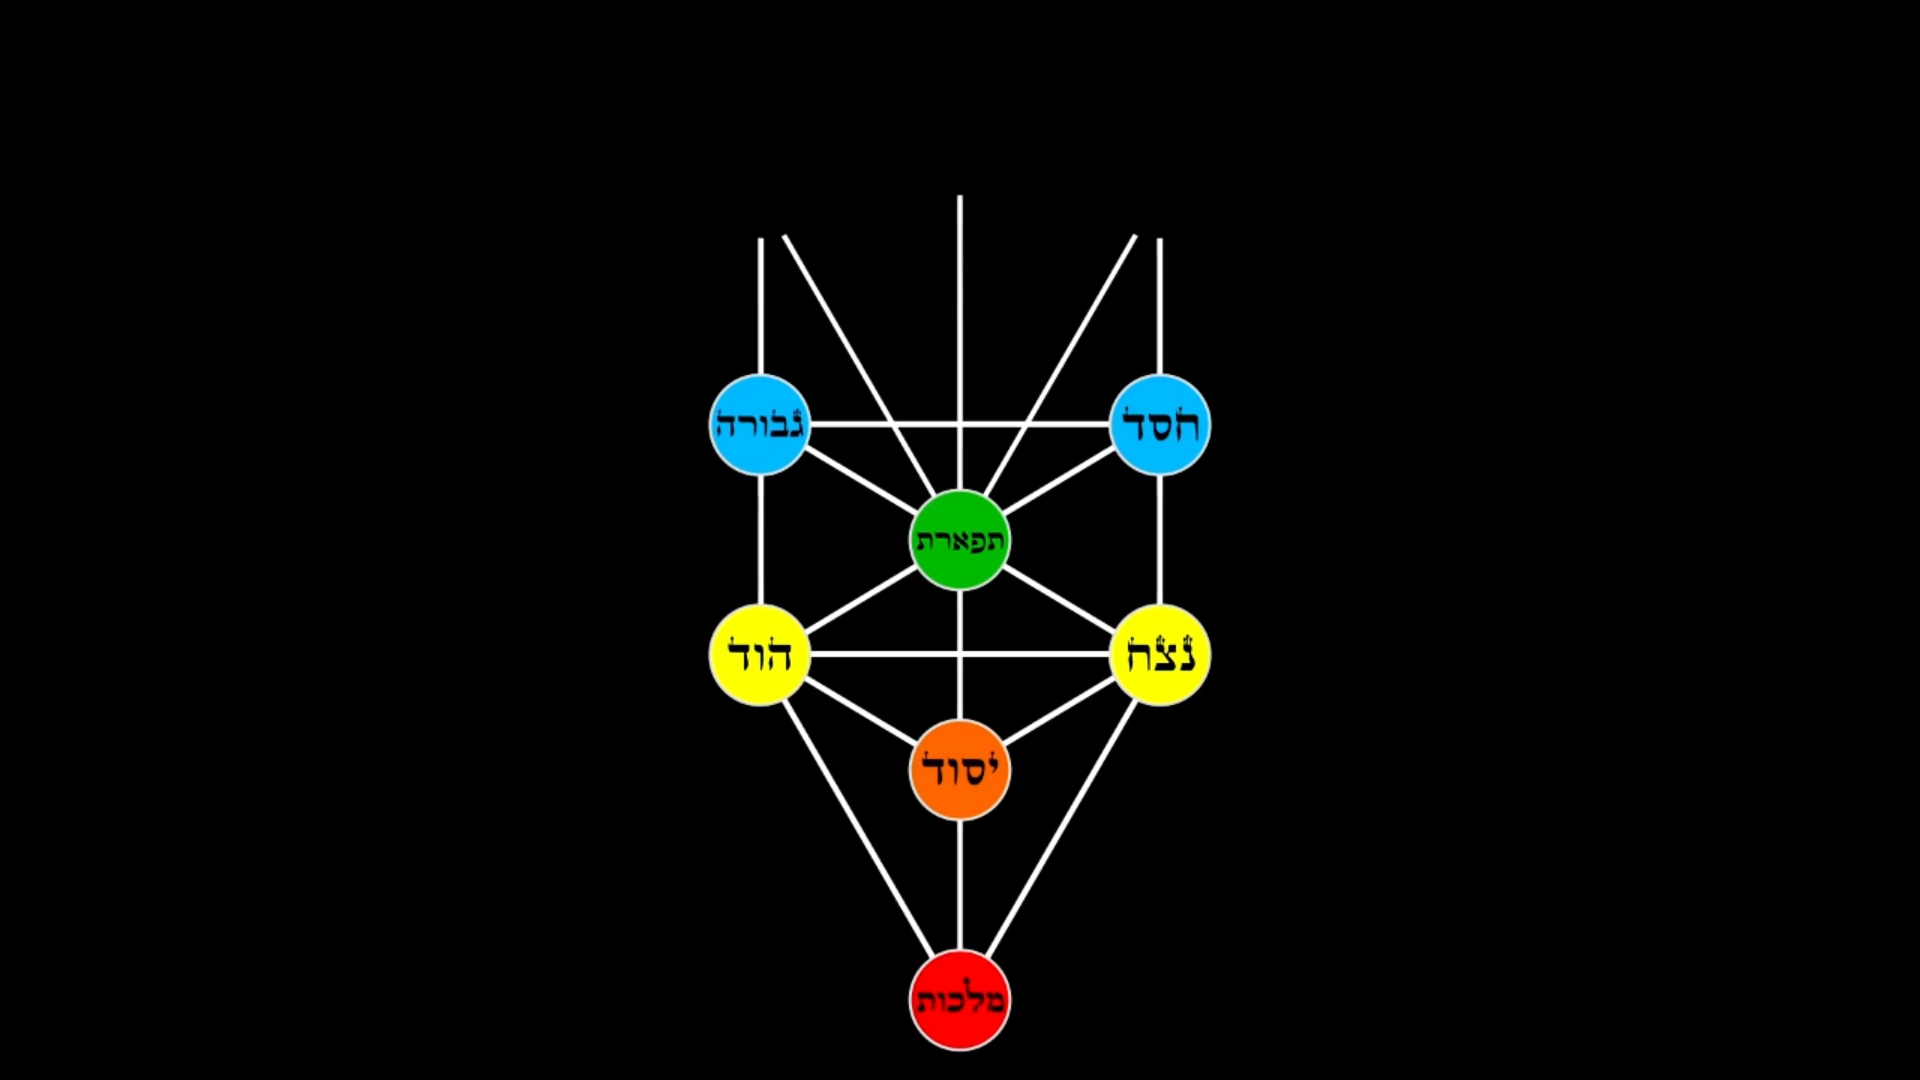 חסד
גבורה
תפארת
נצח
הוד
יסוד
מלכות